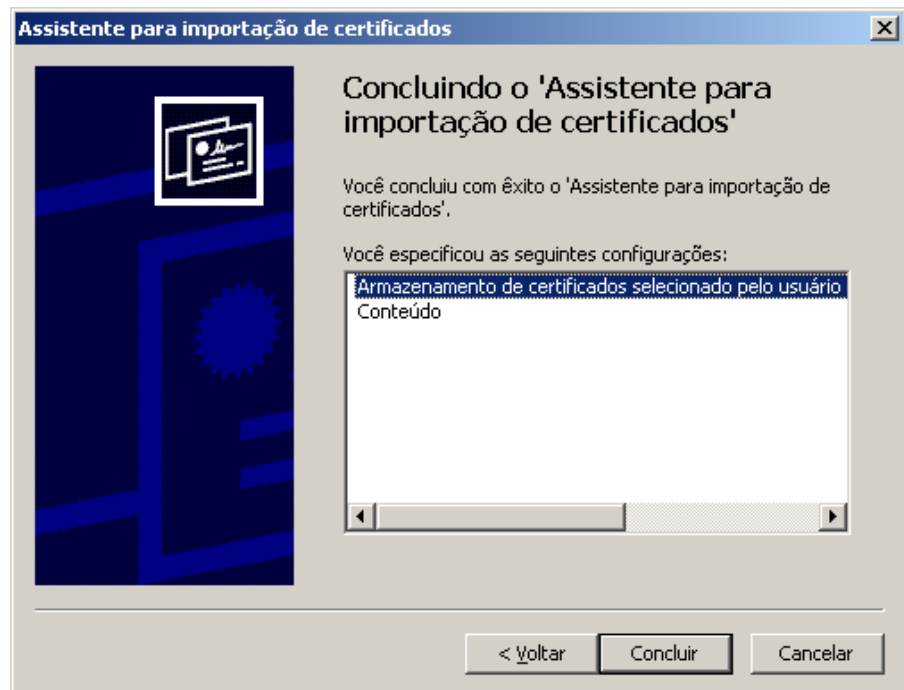 Assistente para importação de certificados
Concluindo o 'Assistente para
importação de certificados'
Você concluiu com êxito o 'Assistente para importação de
certificados'.
Você especificou as seguintes configurações:
Armazenamento de certificados selecionado pelo usuário
Conteúdo
< Voltar
Concluir
Cancelar